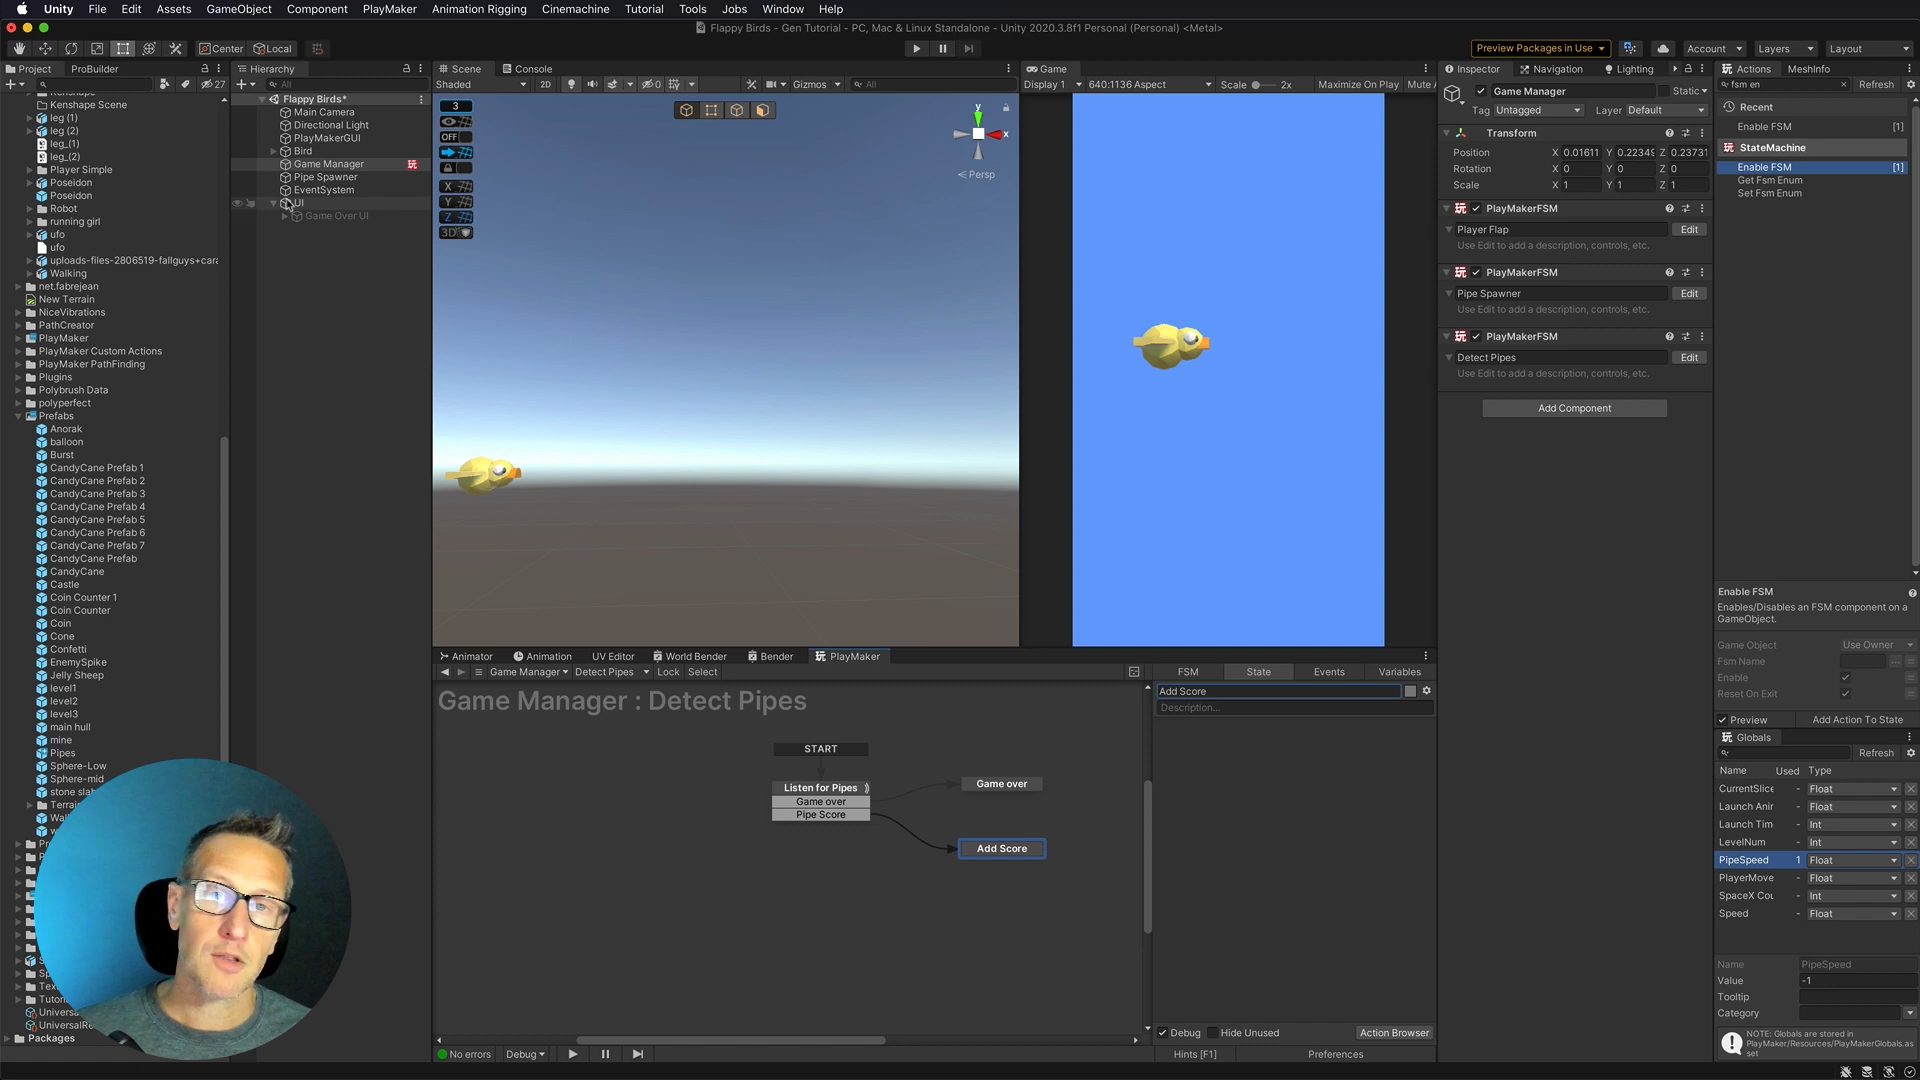 Unity File Edit Assets GameObject Component PlayMaker Animation Rigging Cinemachine Tutorial Tools Jobs Window Help
Flappy Birds - Gen Tutorial - PC, Mac & Linux Standalone - Unity 2020.3.8f1 Personal (Personal) <Metal>
Center Local Preview Packages in Use Account Layers Layout
Project ProBuilder
27
Kenshape Scene
leg (1)
leg (2)
leg_(1)
leg_(2)
Player Simple
Poseidon
Poseidon
Robot
running girl
ufo
ufo
uploads-files-2806519-fallguys+cara
Walking
net.fabrejean
New Terrain
NiceVibrations
PathCreator
PlayMaker
PlayMaker Custom Actions
PlayMaker PathFinding
Plugins
Polybrush Data
polyperfect
Prefabs
Anorak
balloon
Burst
CandyCane Prefab 1
CandyCane Prefab 2
CandyCane Prefab 3
CandyCane Prefab 4
CandyCane Prefab 5
CandyCane Prefab 6
CandyCane Prefab 7
CandyCane Prefab
CandyCane
Castle
Coin Counter 1
Coin Counter
Coin
Cone
Confetti
EnemySpike
Jelly Sheep
level1
level2
level3
main hull
mine
Pipes
Sphere-Low
Sphere-mid
stone slab
Packages
Hierarchy
All
Flappy Birds*
Main Camera
Directional Light
PlayMakerGUI
Bird
Game Manager
Pipe Spawner
EventSystem
UI
Game Over UI
Scene Console
Shaded 2D 0 Gizmos All
3
OFF
X
Y
Z
3D
y
x
Persp
Game
Display 1 640:1136 Aspect Scale 2x Maximize On Play Mute A
Inspector Navigation Lighting
Game Manager Static
Tag Untagged Layer Default
Transform
Position X 0.01611 Y 0.22349 Z 0.23731
Rotation X 0 Y 0 Z 0
Scale X 1 Y 1 Z 1
PlayMakerFSM
Player Flap Edit
Use Edit to add a description, controls, etc.
PlayMakerFSM
Pipe Spawner Edit
Use Edit to add a description, controls, etc.
PlayMakerFSM
Detect Pipes Edit
Use Edit to add a description, controls, etc.
Add Component
Actions MeshInfo
fsm en Refresh
Recent
Enable FSM [1]
StateMachine
Enable FSM [1]
Get Fsm Enum
Set Fsm Enum
Enable FSM
Enables/Disables an FSM component on a
GameObject.
Game Object Use Owner
Fsm Name
Enable
Reset On Exit
Preview Add Action To State
Globals
Refresh
Name Used Type
CurrentSlice - Float
Launch Anir - Float
Launch Tim - Int
LevelNum - Int
PipeSpeed 1 Float
PlayerMove - Float
SpaceX Cou - Int
Speed - Float
Name PipeSpeed
Value -1
Tooltip
Category
NOTE: Globals are stored in
PlayMaker/Resources/PlayMakerGlobals.as
set
Animator Animation UV Editor World Bender Bender PlayMaker
Game Manager Detect Pipes Lock Select
Game Manager : Detect Pipes
START
Listen for Pipes
Game over
Pipe Score
Game over
Add Score
FSM State Events Variables
Add Score
Description...
Debug Hide Unused Action Browser
No errors Debug Hints [F1] Preferences